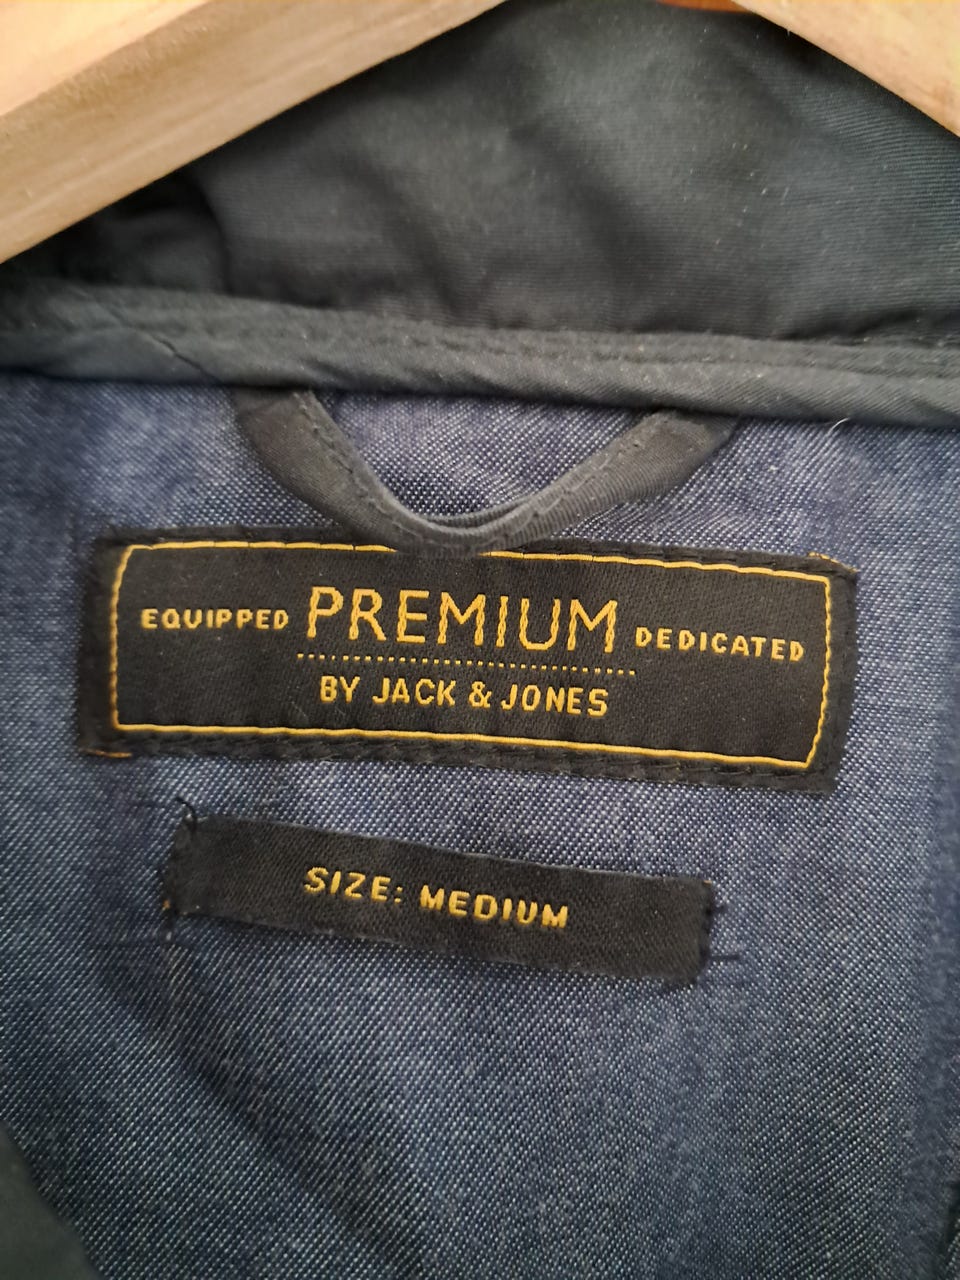 EQUIPPED PREMIUM DEDICATED
BY JACK & JONES
SIZE: MEDIUM